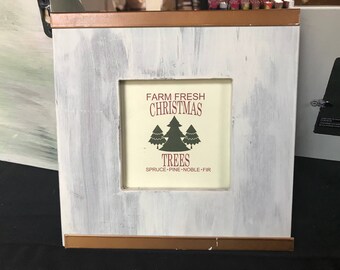 FARM FRESH
CHRISTMAS
TREES
SPRUCE•PINE•NOBLE•FIR